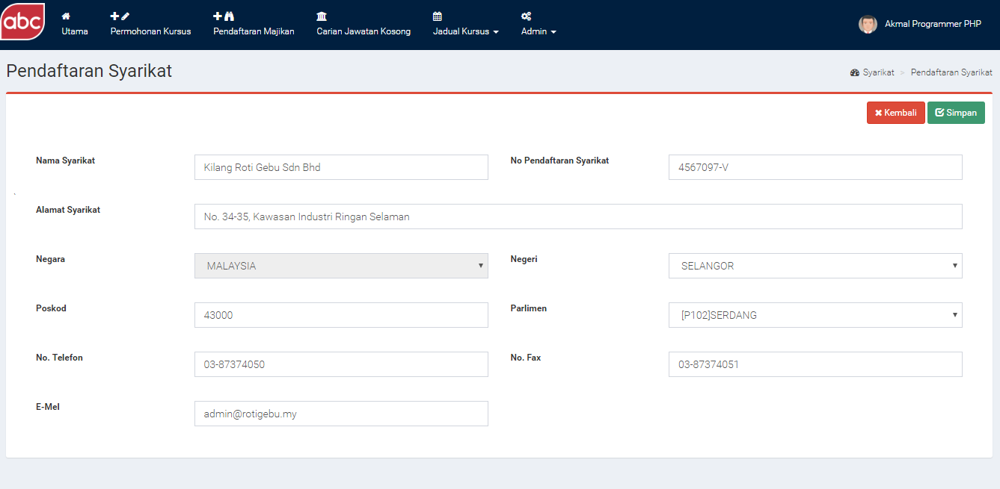 abc
Utama
Permohonan Kursus
Pendaftaran Majikan
Carian Jawatan Kosong
Jadual Kursus
Admin
Akmal Programmer PHP
Pendaftaran Syarikat
Syarikat > Pendaftaran Syarikat
Kembali
Simpan
Nama Syarikat
Kilang Roti Gebu Sdn Bhd
No Pendaftaran Syarikat
4567097-V
`
Alamat Syarikat
No. 34-35, Kawasan Industri Ringan Selaman
Negara
MALAYSIA
Negeri
SELANGOR
Poskod
43000
Parlimen
[P102]SERDANG
No. Telefon
03-87374050
No. Fax
03-87374051
E-Mel
admin@rotigebu.my